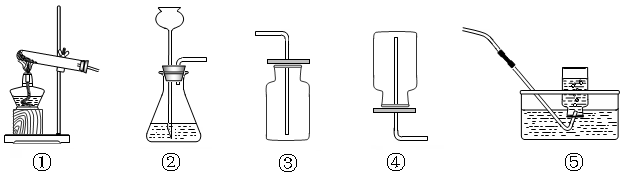 ① ② ③ ④ ⑤